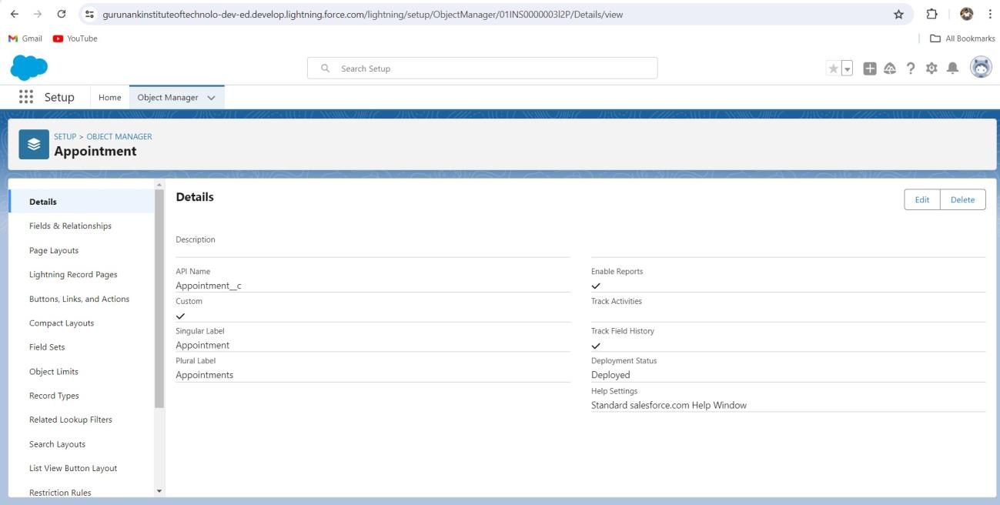 gurunankinstituteoftechnolo-dev-ed.develop.lightning.force.com/lightning/setup/ObjectManager/01INS0000003l2P/Details/view
Gmail YouTube All Bookmarks
Search Setup
Setup Home Object Manager
SETUP > OBJECT MANAGER
Appointment
Details
Fields & Relationships
Page Layouts
Lightning Record Pages
Buttons, Links, and Actions
Compact Layouts
Field Sets
Object Limits
Record Types
Related Lookup Filters
Search Layouts
List View Button Layout
Restriction Rules
Details
Edit Delete
Description
API Name
Appointment__c
Custom
Singular Label
Appointment
Plural Label
Appointments
Enable Reports
Track Activities
Track Field History
Deployment Status
Deployed
Help Settings
Standard salesforce.com Help Window